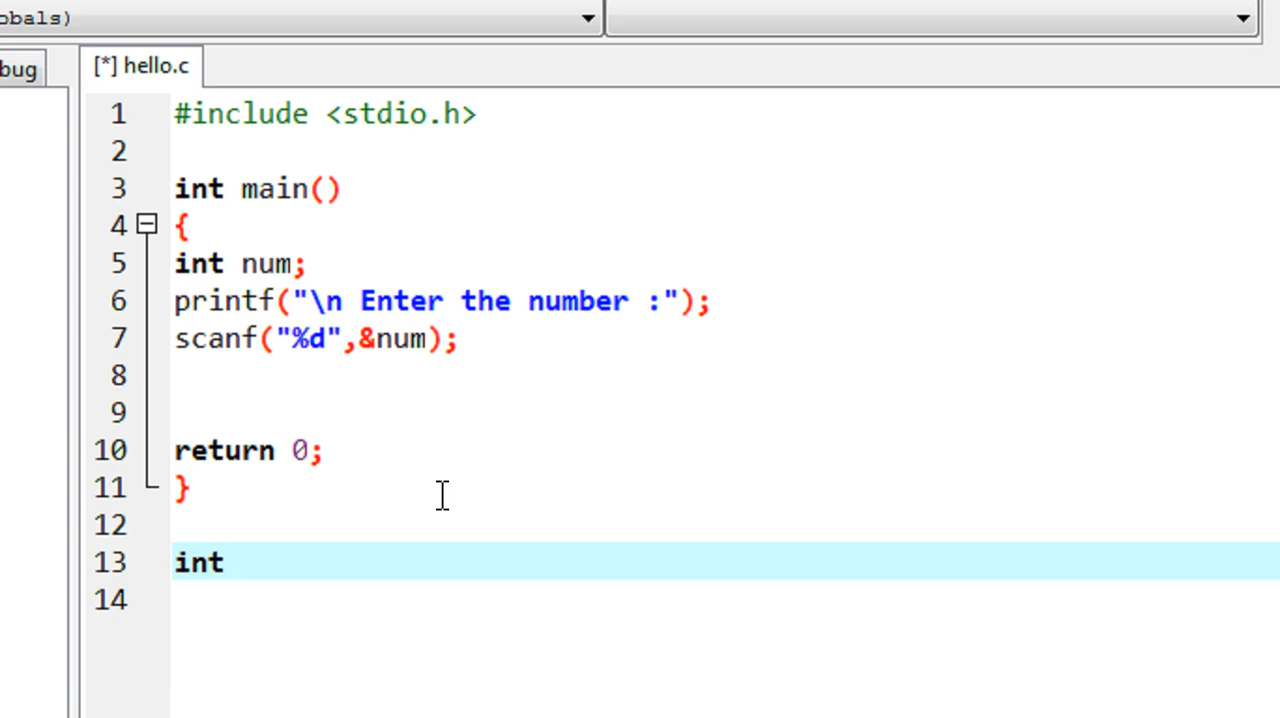 obals)
bug
[*] hello.c
1 #include <stdio.h>
2
3 int main()
4 {
5 int num;
6 printf("\n Enter the number :");
7 scanf("%d",&num);
8
9
10 return 0;
11 }
12
13 int
14